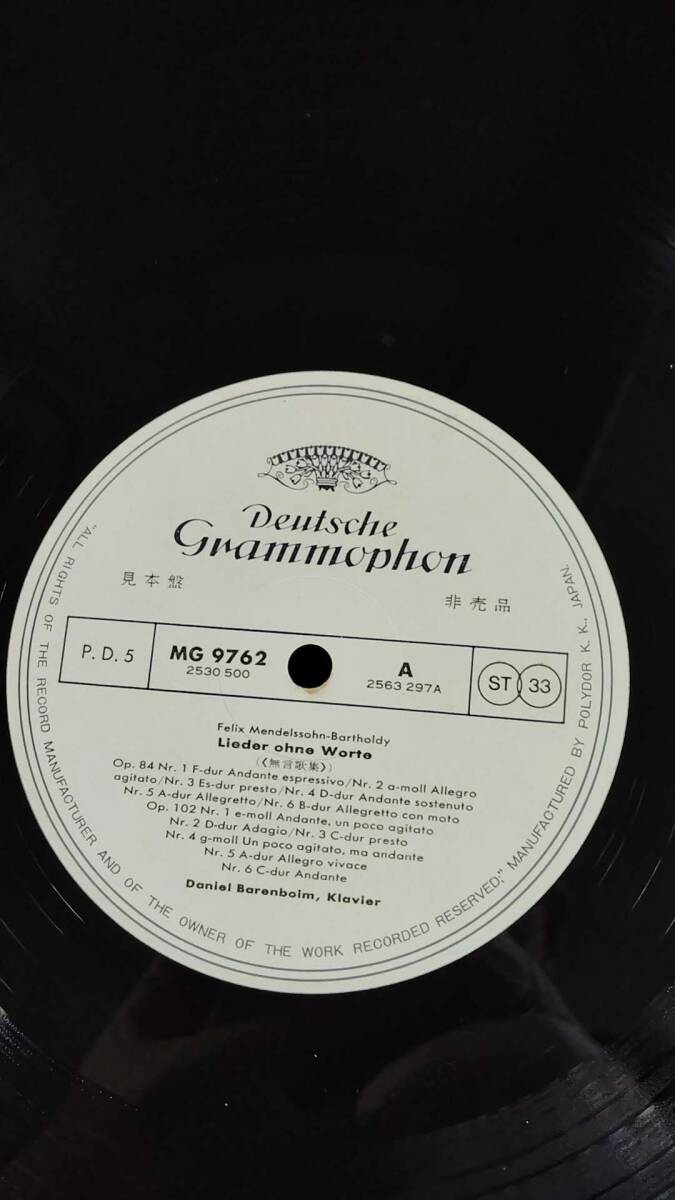 Deutsche
Grammophon
見本盤
非売品
P. D. 5
MG 9762
2530 500
A
2563 297A
ST 33
Felix Mendelssohn-Bartholdy
Lieder ohne Worte
(〈無言歌集〉)
Op. 84 Nr. 1 F-dur Andante espressivo/Nr. 2 a-moll Allegro
agitato/Nr. 3 Es-dur presto/Nr. 4 D-dur Andante sostenuto
Nr. 5 A-dur Allegretto/Nr. 6 B-dur Allegretto con moto
Op. 102 Nr. 1 e-moll Andante, un poco agitato
Nr. 2 D-dur Adagio/Nr. 3 C-dur presto
Nr. 4 g-moll Un poco agitato, ma andante
Nr. 5 A-dur Allegro vivace
Nr. 6 C-dur Andante
Daniel Barenboim, Klavier
"ALL RIGHTS OF THE RECORD MANUFACTURER AND OF THE OWNER OF THE WORK RECORDED RESERVED;" MANUFACTURED BY POLYDOR K. K., JAPAN.